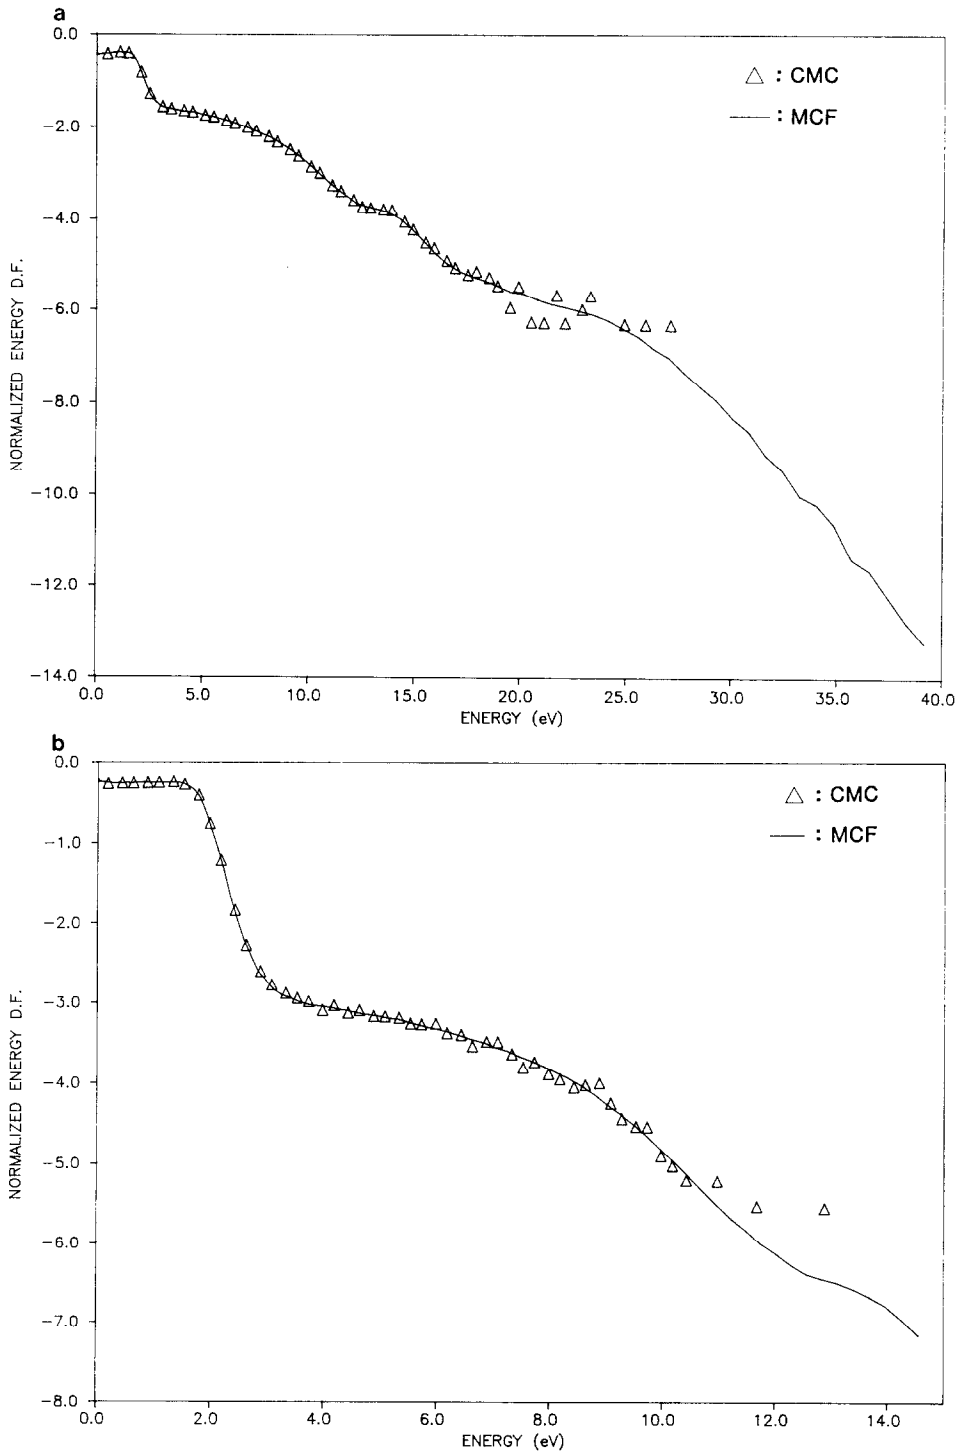 a
0.0
−2.0
−4.0
−6.0
−8.0
−10.0
−12.0
−14.0
NORMALIZED ENERGY D.F.
△ : CMC
— : MCF
0.0 5.0 10.0 15.0 20.0 25.0 30.0 35.0 40.0
ENERGY (eV)
b
0.0
−1.0
−2.0
−3.0
−4.0
−5.0
−6.0
−7.0
−8.0
NORMALIZED ENERGY D.F.
△ : CMC
— : MCF
0.0 2.0 4.0 6.0 8.0 10.0 12.0 14.0
ENERGY (eV)